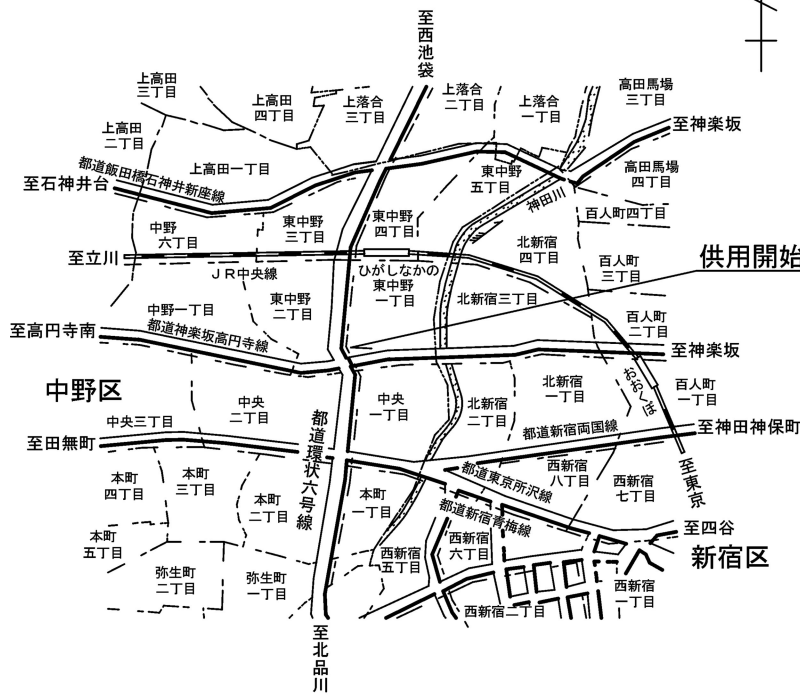 至西池袋
上高田
三丁目
上高田
四丁目
上落合
三丁目
上落合
二丁目
上落合
一丁目
高田馬場
三丁目
至神楽坂
上高田
二丁目
上高田一丁目
都道飯田橋石神井新座線
至石神井台
東中野
五丁目
高田馬場
四丁目
神田川
百人町四丁目
中野
六丁目
東中野
三丁目
東中野
四丁目
北新宿
四丁目
至立川
JR中央線
ひがしなかの
東中野
一丁目
百人町
三丁目
供用開始
中野一丁目
東中野
二丁目
北新宿三丁目
百人町
二丁目
至高円寺南
都道神楽坂高円寺線
至神楽坂
おおくぼ
百人町
一丁目
中野区
中央
二丁目
中央
一丁目
北新宿
二丁目
北新宿
一丁目
中央三丁目
至田無町
都道環状六号線
都道新宿両国線
至神田神保町
本町
四丁目
本町
三丁目
本町
二丁目
本町
一丁目
都道東京所沢線
西新宿
八丁目
西新宿
七丁目
至東京
都道新宿青梅線
至四谷
本町
五丁目
弥生町
二丁目
弥生町
一丁目
西新宿
五丁目
西新宿
六丁目
新宿区
西新宿二丁目
西新宿
一丁目
至北品川